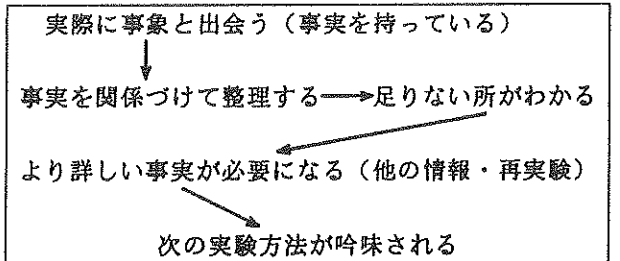 実際に事象と出会う（事実を持っている）
事実を関係づけて整理する→足りない所がわかる
より詳しい事実が必要になる（他の情報・再実験）
次の実験方法が吟味される